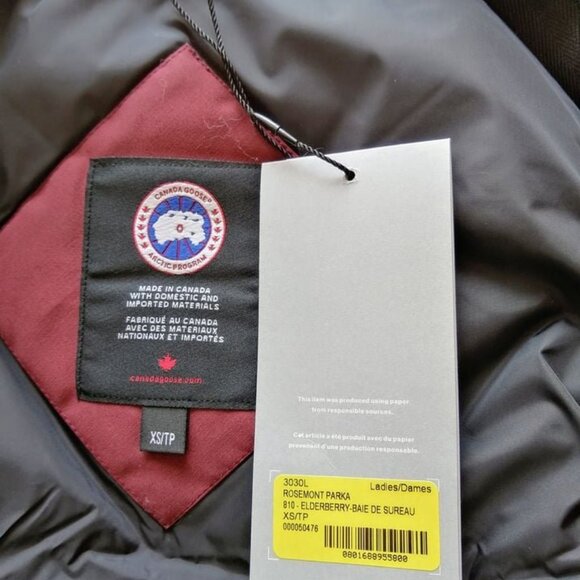 CANADA GOOSE®
ARCTIC PROGRAM
MADE IN CANADA
WITH DOMESTIC AND
IMPORTED MATERIALS
FABRIQUÉ AU CANADA
AVEC DES MATERIAUX
NATIONAUX ET IMPORTÉS
canadagoose.com
XS/TP
This item was produced using paper
from responsible sources.
Cet article a été produit avec du papier
provenant d'une production responsable.
3030L Ladies/Dames
ROSEMONT PARKA
810 - ELDERBERRY-BAIE DE SUREAU
XS/TP
000050476
0801688955800